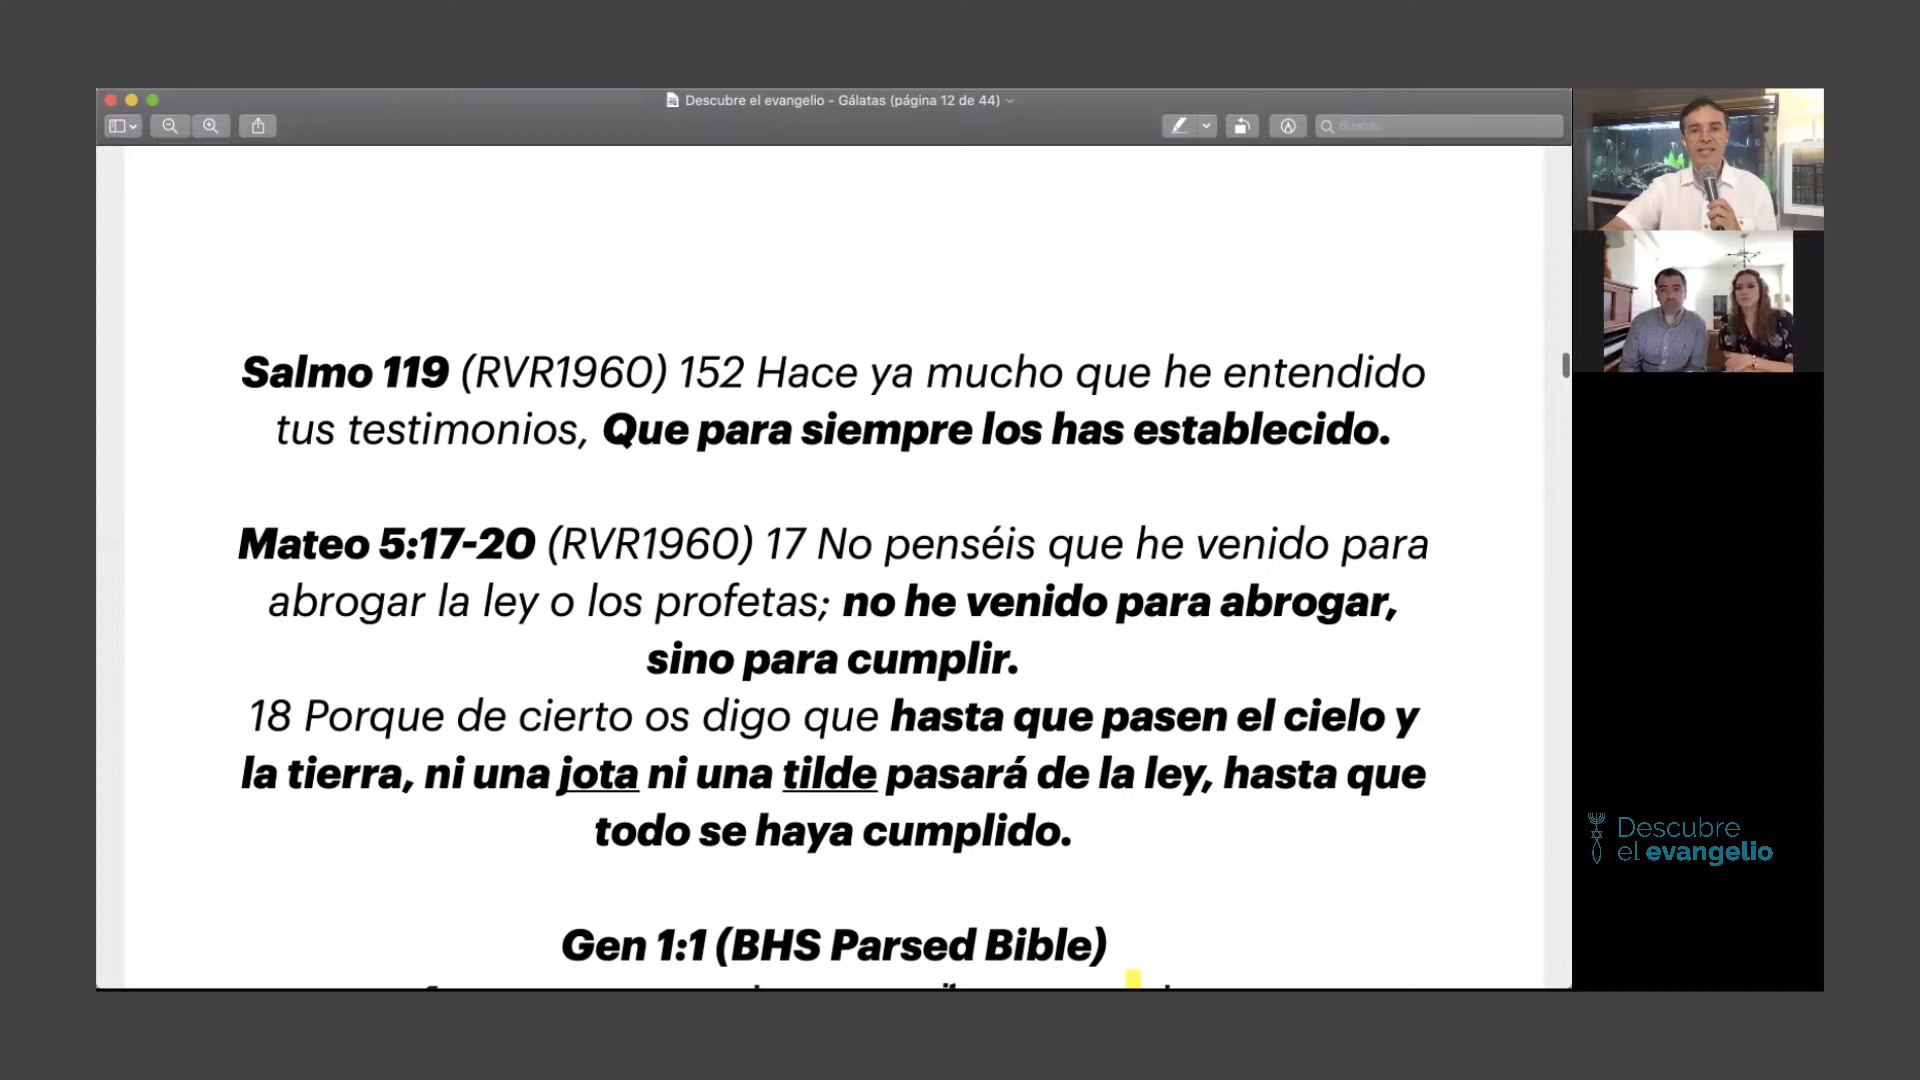 Descubre el evangelio - Gálatas (página 12 de 44)
Buscar
Salmo 119 (RVR1960) 152 Hace ya mucho que he entendido
tus testimonios, Que para siempre los has establecido.
Mateo 5:17-20 (RVR1960) 17 No penséis que he venido para
abrogar la ley o los profetas; no he venido para abrogar,
sino para cumplir.
18 Porque de cierto os digo que hasta que pasen el cielo y
la tierra, ni una jota ni una tilde pasará de la ley, hasta que
todo se haya cumplido.
Gen 1:1 (BHS Parsed Bible)
Descubre
el evangelio